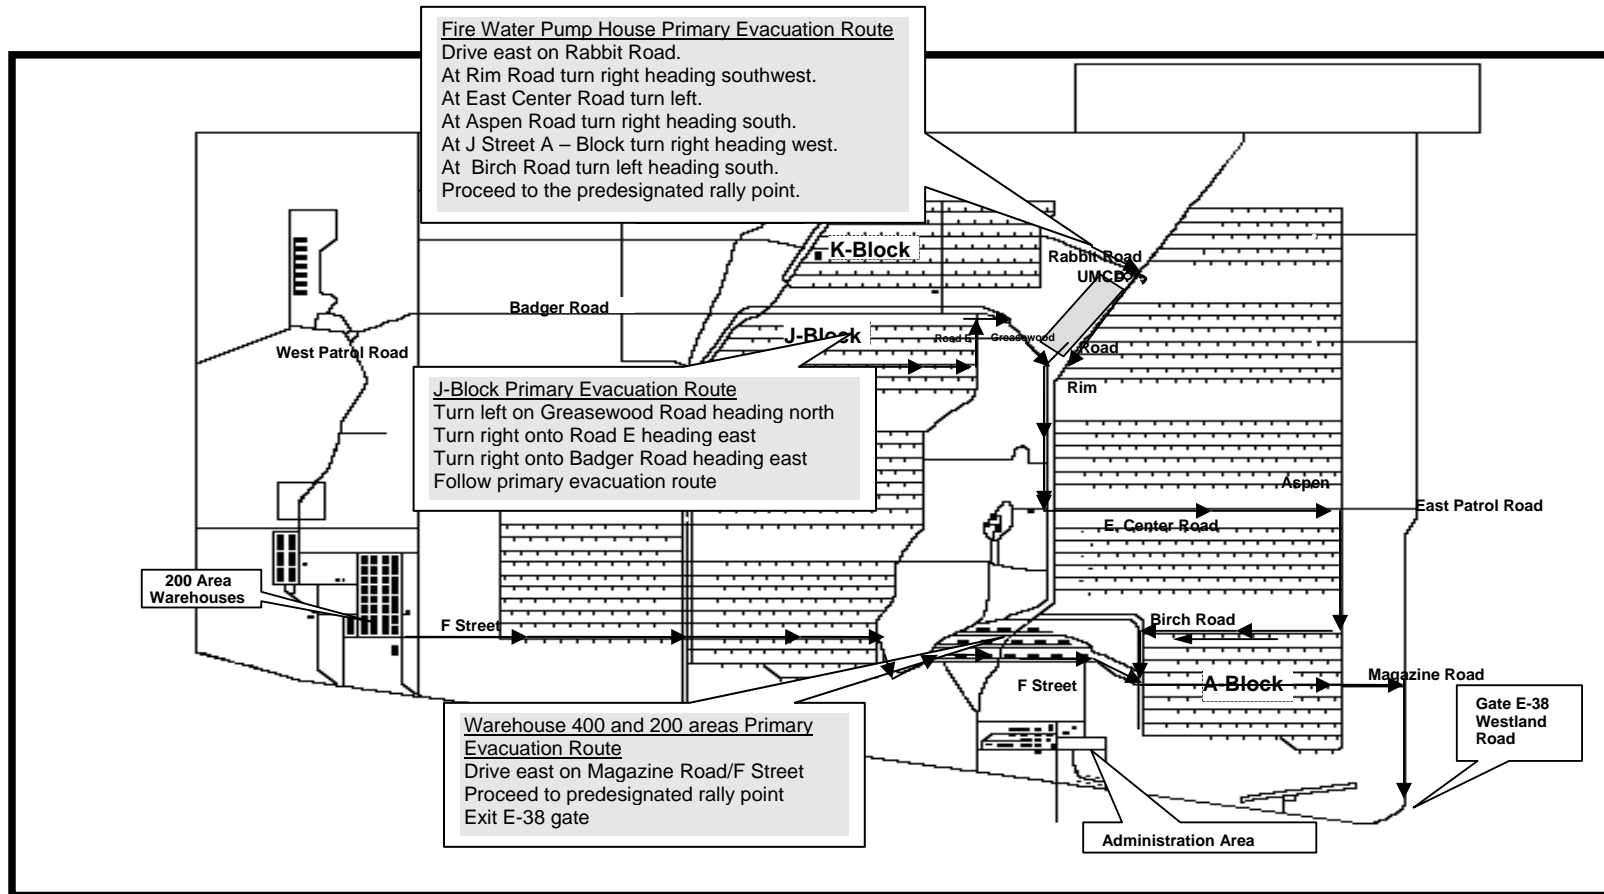 Fire Water Pump House Primary Evacuation Route
Drive east on Rabbit Road.
At Rim Road turn right heading southwest.
At East Center Road turn left.
At Aspen Road turn right heading south.
At J Street A – Block turn right heading west.
At Birch Road turn left heading south.
Proceed to the predesignated rally point.
K-Block
Rabbit Road
UMCD
Badger Road
West Patrol Road
J-Block
Road E
Greasewood
Road
Rim
J-Block Primary Evacuation Route
Turn left on Greasewood Road heading north
Turn right onto Road E heading east
Turn right onto Badger Road heading east
Follow primary evacuation route
Aspen
East Patrol Road
E. Center Road
200 Area
Warehouses
F Street
Birch Road
F Street
A-Block
Magazine Road
Gate E-38
Westland
Road
Warehouse 400 and 200 areas Primary
Evacuation Route
Drive east on Magazine Road/F Street
Proceed to predesignated rally point
Exit E-38 gate
Administration Area